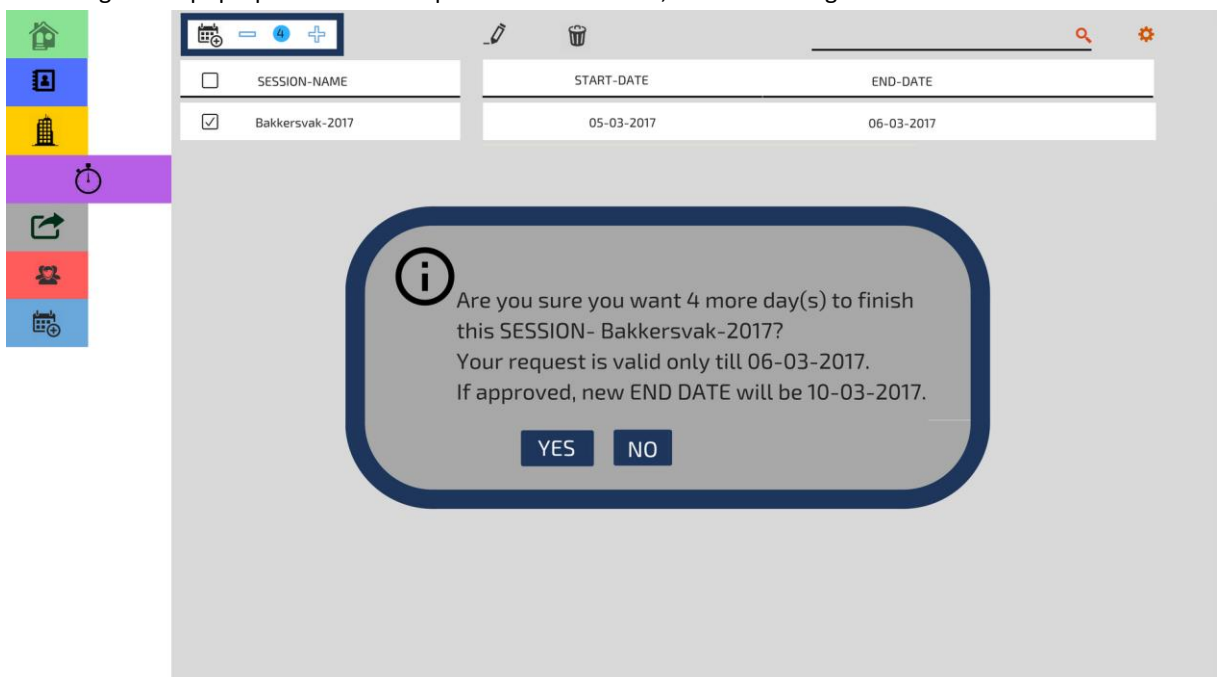 4
SESSION-NAME START-DATE END-DATE
Bakkersvak-2017 05-03-2017 06-03-2017
Are you sure you want 4 more day(s) to finish
this SESSION- Bakkersvak-2017?
Your request is valid only till 06-03-2017.
If approved, new END DATE will be 10-03-2017.
YES NO